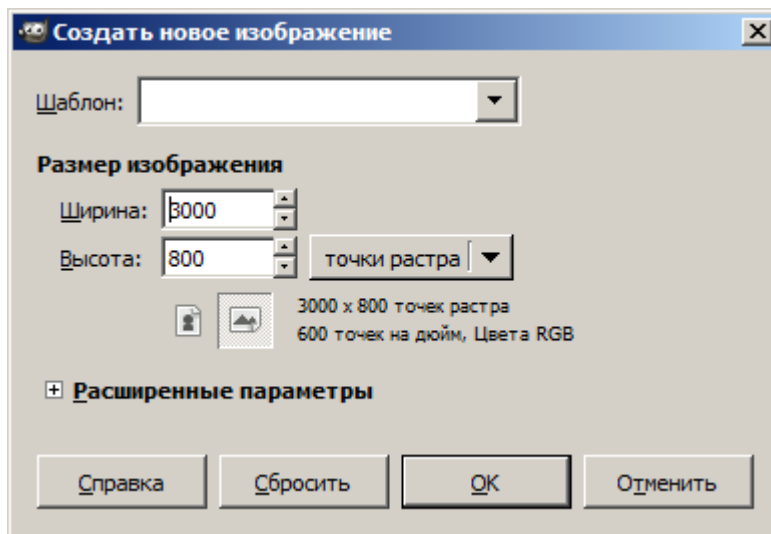 Создать новое изображение
Шаблон:
Размер изображения
Ширина: 3000
Высота: 800 точки растра
3000 x 800 точек растра
600 точек на дюйм, Цвета RGB
Расширенные параметры
Справка Сбросить OK Отменить